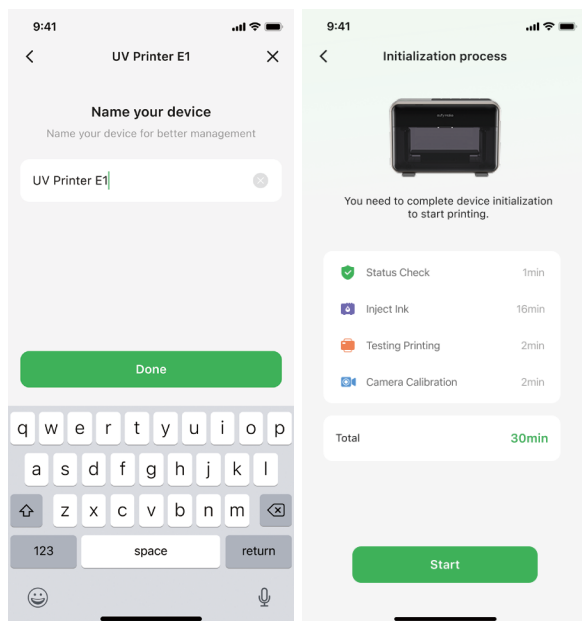 9:41
UV Printer E1
Name your device
Name your device for better management
UV Printer E1
Done
q w e r t y u i o p
a s d f g h j k l
z x c v b n m
123 space return
9:41
Initialization process
You need to complete device initialization
to start printing.
Status Check 1min
Inject Ink 16min
Testing Printing 2min
Camera Calibration 2min
Total 30min
Start